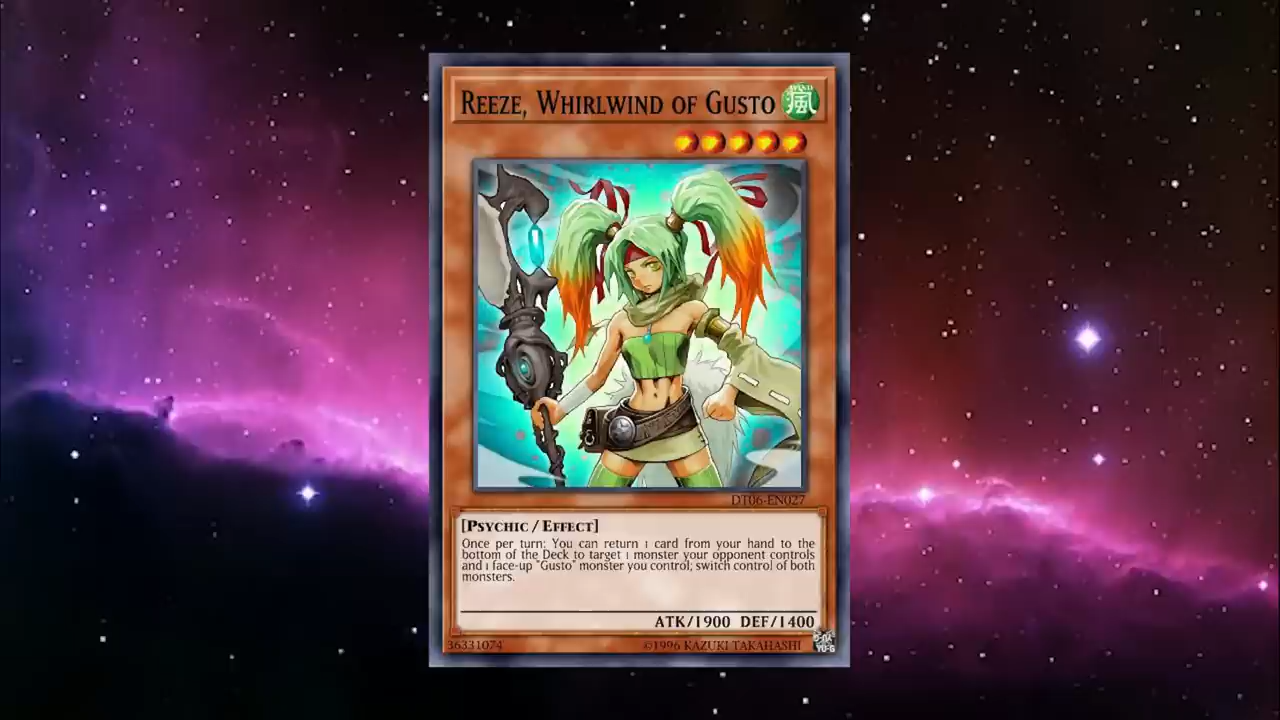 Reeze, Whirlwind of Gusto
WIND
風
DT06-EN027
[Psychic / Effect]
Once per turn: You can return 1 card from your hand to the
bottom of the Deck to target 1 monster your opponent controls
and 1 face-up "Gusto" monster you control; switch control of both
monsters.
ATK/1900 DEF/1400
36331074
©1996 KAZUKI TAKAHASHI